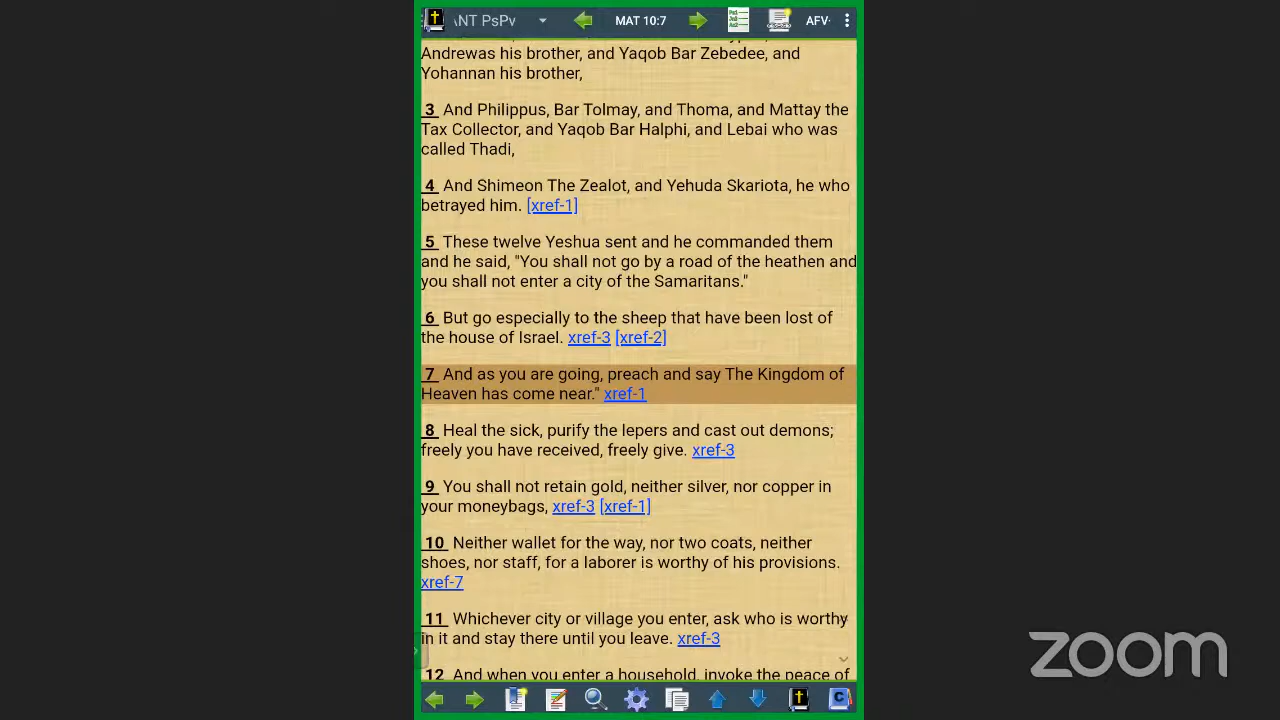 NT PsPv MAT 10:7 AFV
Andrewas his brother, and Yaqob Bar Zebedee, and
Yohannan his brother,
3 And Philippus, Bar Tolmay, and Thoma, and Mattay the
Tax Collector, and Yaqob Bar Halphi, and Lebai who was
called Thadi,
4 And Shimeon The Zealot, and Yehuda Skariota, he who
betrayed him. [xref-1]
5 These twelve Yeshua sent and he commanded them
and he said, "You shall not go by a road of the heathen and
you shall not enter a city of the Samaritans."
6 But go especially to the sheep that have been lost of
the house of Israel. xref-3 [xref-2]
7 And as you are going, preach and say The Kingdom of
Heaven has come near." xref-1
8 Heal the sick, purify the lepers and cast out demons;
freely you have received, freely give. xref-3
9 You shall not retain gold, neither silver, nor copper in
your moneybags, xref-3 [xref-1]
10 Neither wallet for the way, nor two coats, neither
shoes, nor staff, for a laborer is worthy of his provisions.
xref-7
11 Whichever city or village you enter, ask who is worthy
in it and stay there until you leave. xref-3
12 And when you enter a household, invoke the peace of
zoom